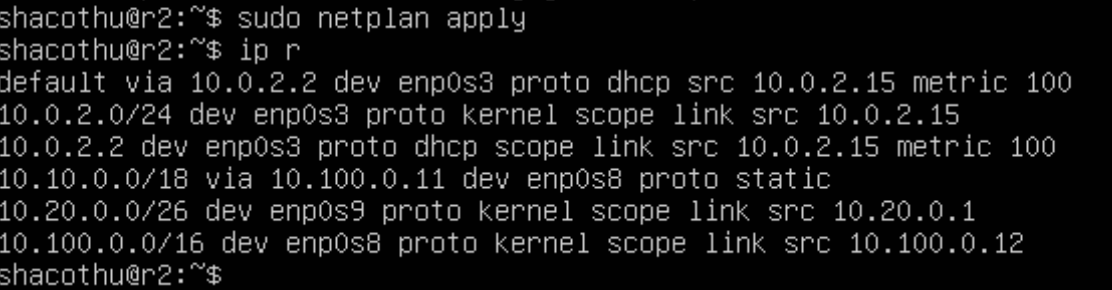 shacothu@r2:~$ sudo netplan apply
shacothu@r2:~$ ip r
default via 10.0.2.2 dev enp0s3 proto dhcp src 10.0.2.15 metric 100
10.0.2.0/24 dev enp0s3 proto kernel scope link src 10.0.2.15
10.0.2.2 dev enp0s3 proto dhcp scope link src 10.0.2.15 metric 100
10.10.0.0/18 via 10.100.0.11 dev enp0s8 proto static
10.20.0.0/26 dev enp0s9 proto kernel scope link src 10.20.0.1
10.100.0.0/16 dev enp0s8 proto kernel scope link src 10.100.0.12
shacothu@r2:~$